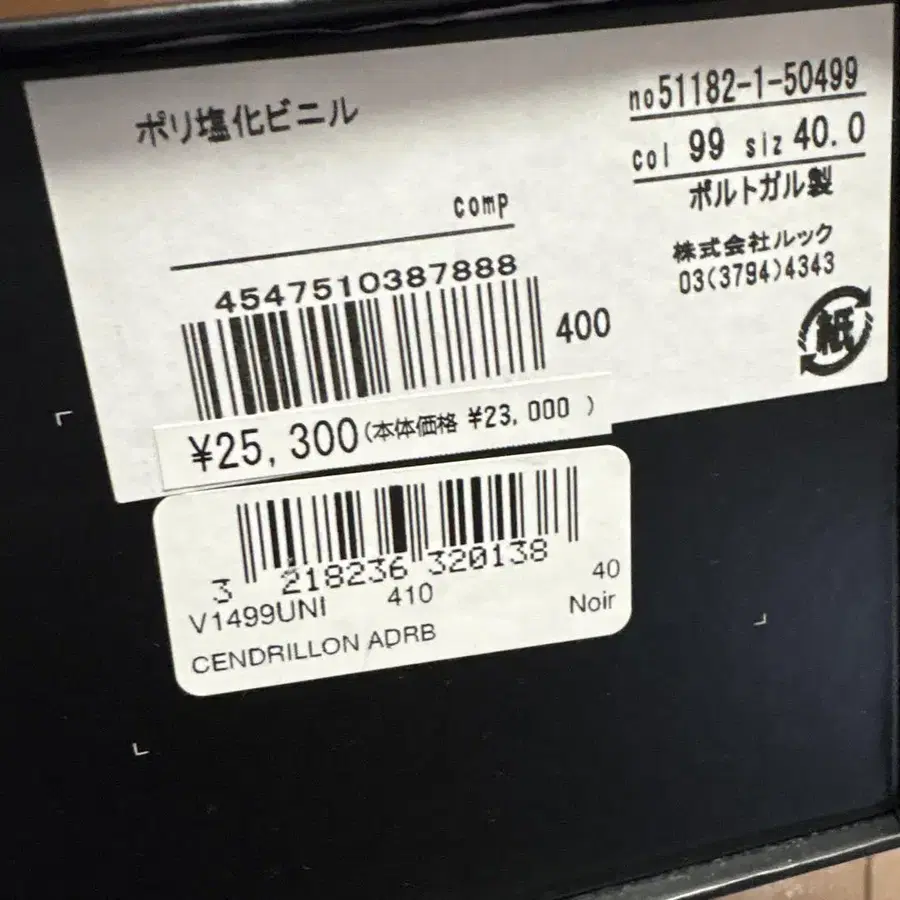 ポリ塩化ビニル
comp
no51182-1-50499
col 99 siz 40.0
ポルトガル製
株式会社ルック
03(3794)4343
紙
4547510387888
400
¥25,300(本体価格 ¥23,000 )
3 218236 320138
V1499UNI 410 40
CENDRILLON ADRB Noir